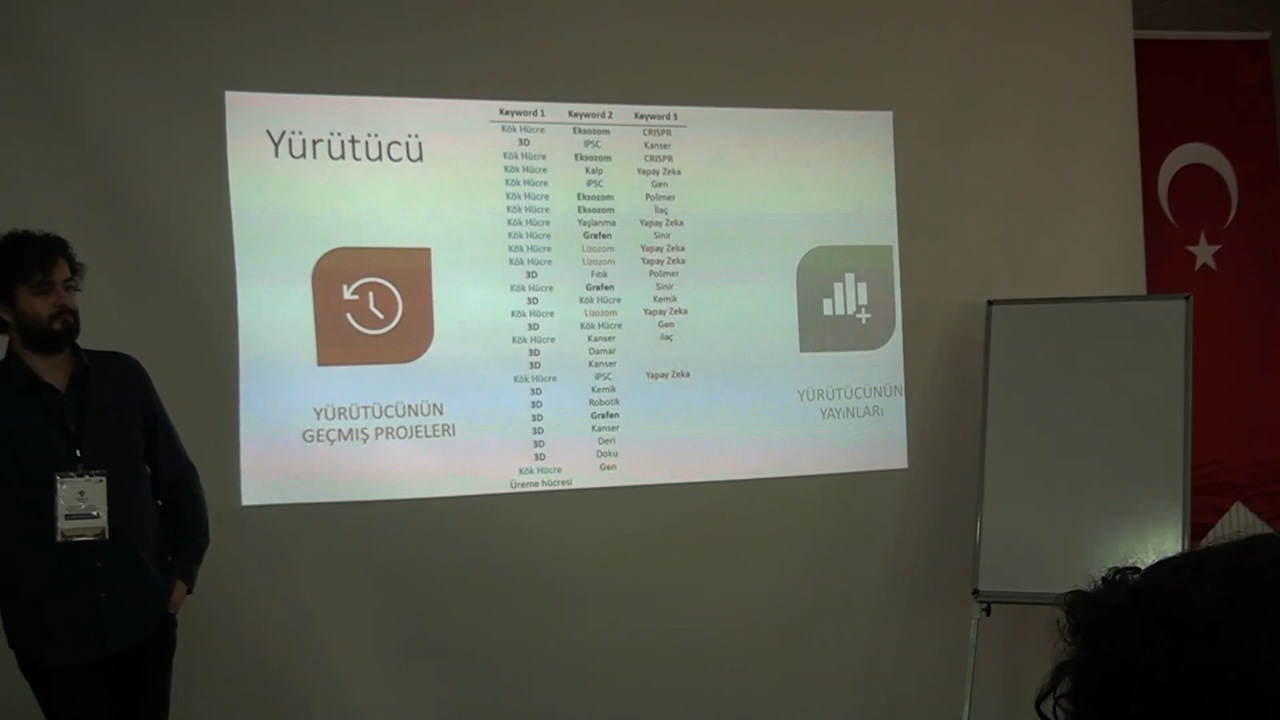 Yürütücü
Keyword 1 Keyword 2 Keyword 3
Kök Hücre Eksozom CRISPR
3D iPSC Kanser
Kök Hücre Eksozom CRISPR
Kök Hücre Kalp Yapay Zeka
Kök Hücre iPSC Gen
Kök Hücre Eksozom Polimer
Kök Hücre Eksozom İlaç
Kök Hücre Yaşlanma Yapay Zeka
Kök Hücre Grafen Sinir
Kök Hücre Lizozom Yapay Zeka
Kök Hücre Lizozom Yapay Zeka
3D Fıtık Polimer
Kök Hücre Grafen Sinir
3D Kök Hücre Kemik
Kök Hücre Lizozom Yapay Zeka
3D Kök Hücre Gen
Kök Hücre Kanser ilaç
3D Damar
3D Kanser
Kök Hücre iPSC Yapay Zeka
3D Kemik
3D Robotik
3D Grafen
3D Kanser
3D Deri
3D Doku
Kök Hücre Gen
Üreme hücresi
YÜRÜTÜCÜNÜN
GEÇMİŞ PROJELERİ
YÜRÜTÜCÜNÜN
YAYıNLARı